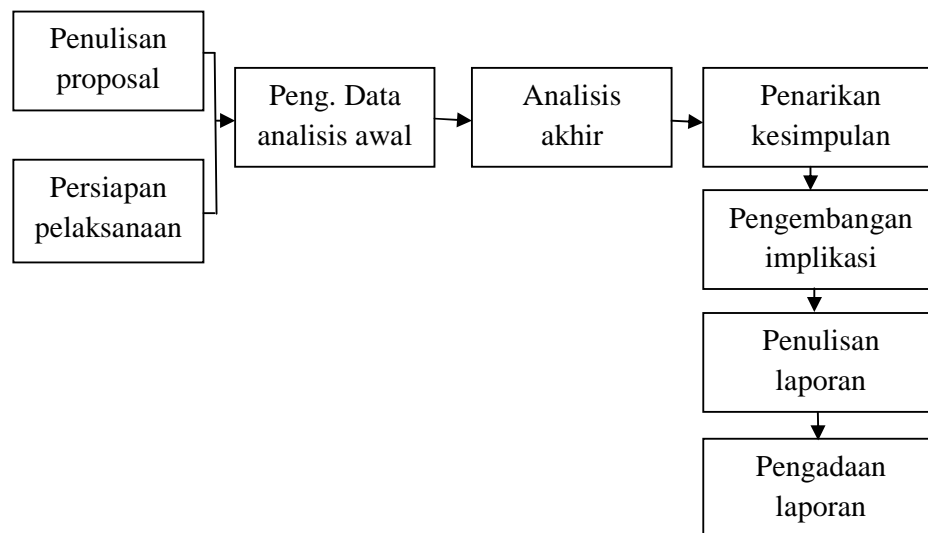 Penulisan
proposal
Persiapan
pelaksanaan
Peng. Data
analisis awal
Analisis
akhir
Penarikan
kesimpulan
Pengembangan
implikasi
Penulisan
laporan
Pengadaan
laporan